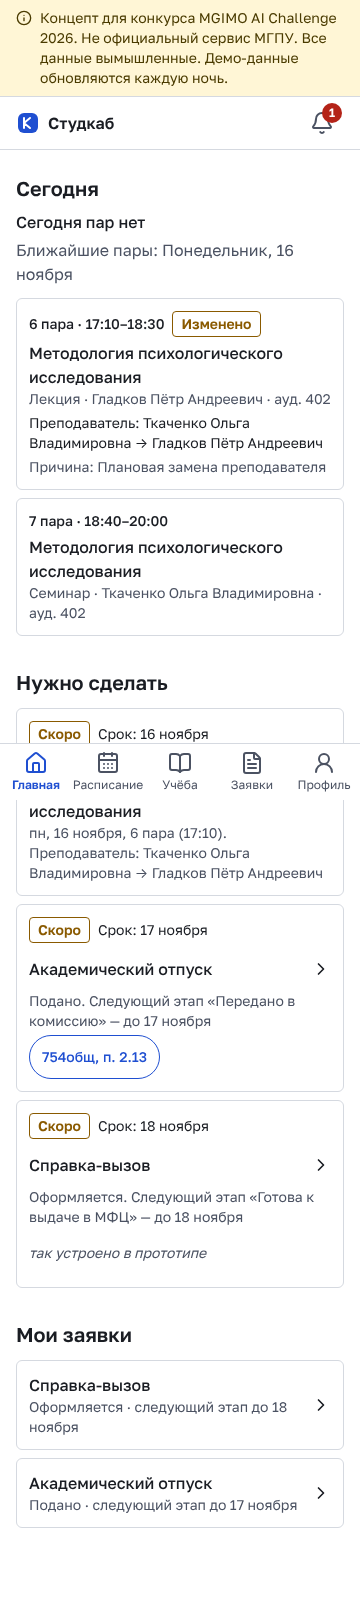 Концепт для конкурса MGIMO AI Challenge
2026. Не официальный сервис МГПУ. Все
данные вымышленные. Демо-данные
обновляются каждую ночь.
Студкаб
1
Сегодня
Сегодня пар нет
Ближайшие пары: Понедельник, 16
ноября
6 пара · 17:10–18:30 Изменено
Методология психологического
исследования
Лекция · Гладков Пётр Андреевич · ауд. 402
Преподаватель: Ткаченко Ольга
Владимировна → Гладков Пётр Андреевич
Причина: Плановая замена преподавателя
7 пара · 18:40–20:00
Методология психологического
исследования
Семинар · Ткаченко Ольга Владимировна ·
ауд. 402
Нужно сделать
Скоро Срок: 16 ноября
Главная Расписание Учёба Заявки Профиль
исследования
пн, 16 ноября, 6 пара (17:10).
Преподаватель: Ткаченко Ольга
Владимировна → Гладков Пётр Андреевич
Скоро Срок: 17 ноября
Академический отпуск
Подано. Следующий этап «Передано в
комиссию» — до 17 ноября
754общ, п. 2.13
Скоро Срок: 18 ноября
Справка-вызов
Оформляется. Следующий этап «Готова к
выдаче в МФЦ» — до 18 ноября
так устроено в прототипе
Мои заявки
Справка-вызов
Оформляется · следующий этап до 18
ноября
Академический отпуск
Подано · следующий этап до 17 ноября